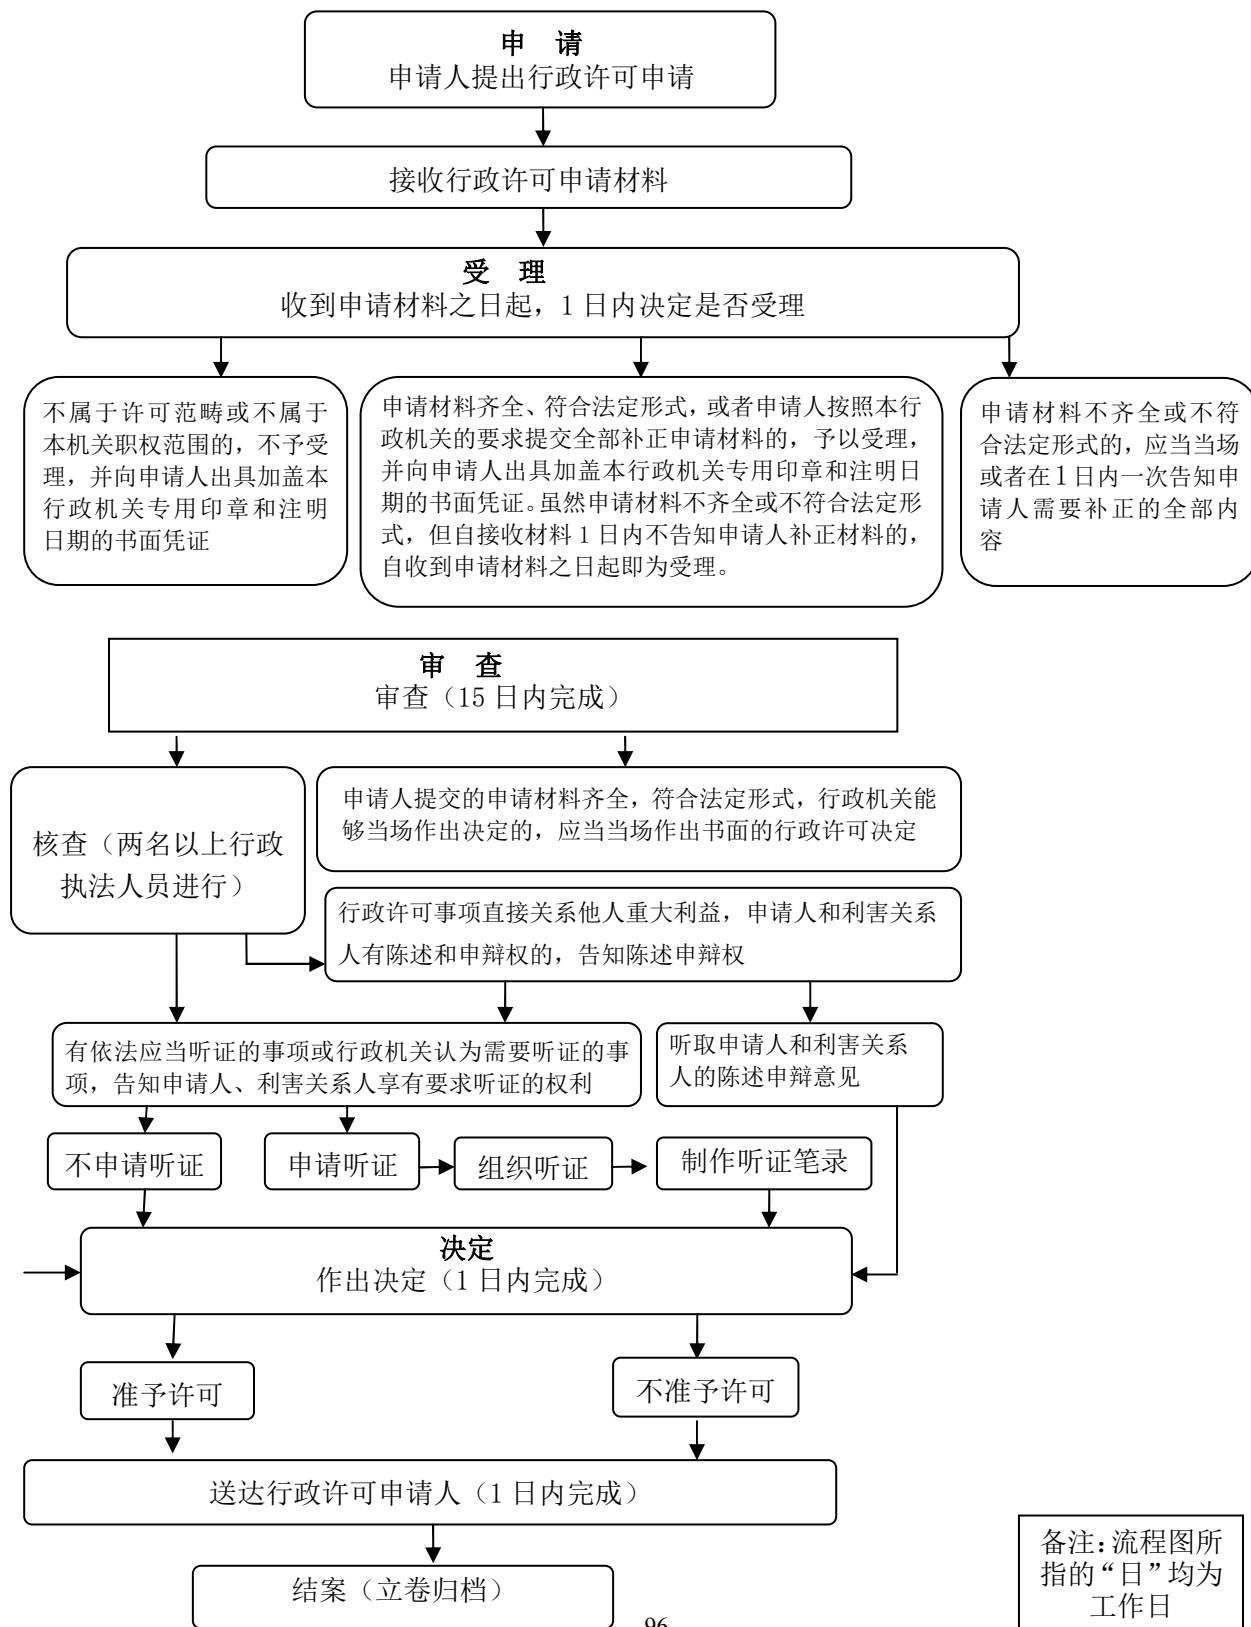 申 请
申请人提出行政许可申请
接收行政许可申请材料
受 理
收到申请材料之日起，1 日内决定是否受理
不属于许可范畴或不属于
本机关职权范围的，不予受
理，并向申请人出具加盖本
行政机关专用印章和注明
日期的书面凭证
申请材料齐全、符合法定形式，或者申请人按照本行
政机关的要求提交全部补正申请材料的，予以受理，
并向申请人出具加盖本行政机关专用印章和注明日
期的书面凭证。虽然申请材料不齐全或不符合法定形
式，但自接收材料 1 日内不告知申请人补正材料的，
自收到申请材料之日起即为受理。
申请材料不齐全或不符
合法定形式的，应当当场
或者在 1 日内一次告知申
请人需要补正的全部内
容
审 查
审查（15 日内完成）
核查（两名以上行政
执法人员进行）
申请人提交的申请材料齐全，符合法定形式，行政机关能
够当场作出决定的，应当当场作出书面的行政许可决定
行政许可事项直接关系他人重大利益，申请人和利害关系
人有陈述和申辩权的，告知陈述申辩权
有依法应当听证的事项或行政机关认为需要听证的事
项，告知申请人、利害关系人享有要求听证的权利
听取申请人和利害关系
人的陈述申辩意见
不申请听证
申请听证
组织听证
制作听证笔录
决定
作出决定（1 日内完成）
准予许可
不准予许可
送达行政许可申请人（1 日内完成）
结案（立卷归档）
备注：流程图所
指的“日”均为
工作日
96